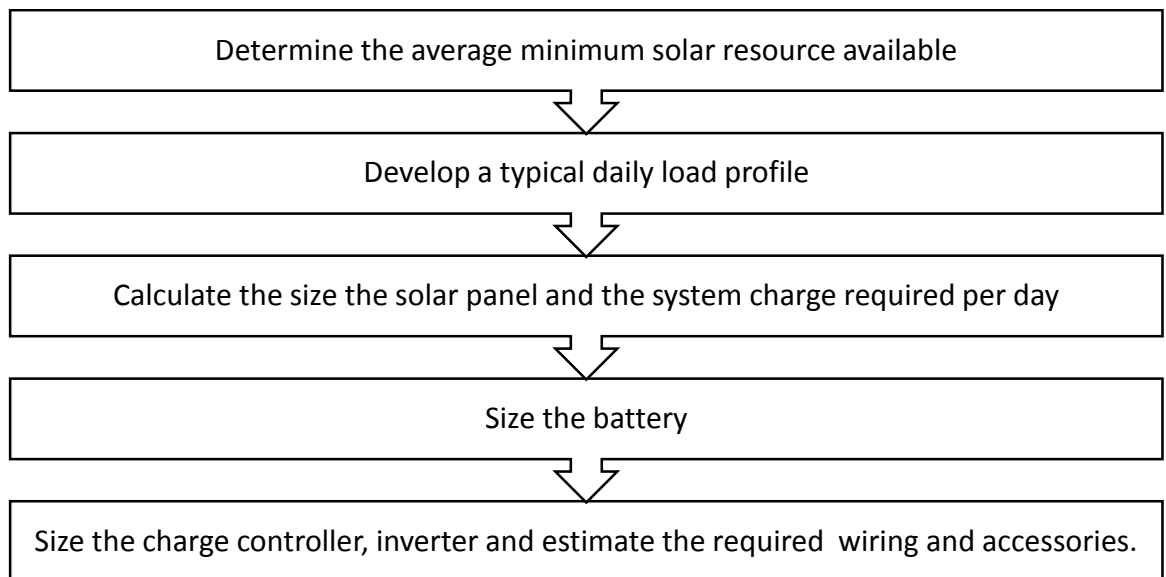 Determine the average minimum solar resource available
Develop a typical daily load profile
Calculate the size the solar panel and the system charge required per day
Size the battery
Size the charge controller, inverter and estimate the required  wiring and accessories.